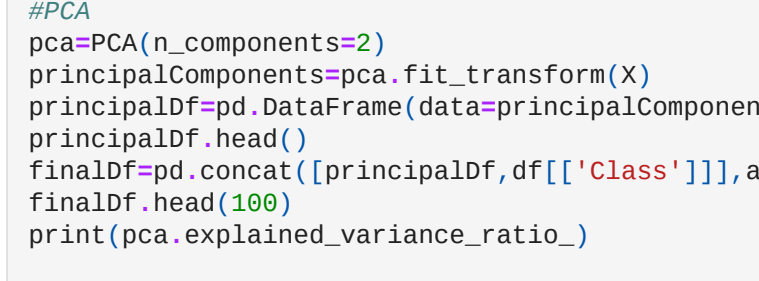 #PCA
pca=PCA(n_components=2)
principalComponents=pca.fit_transform(X)
principalDf=pd.DataFrame(data=principalComponen
principalDf.head()
finalDf=pd.concat([principalDf,df[['Class']]],a
finalDf.head(100)
print(pca.explained_variance_ratio_)